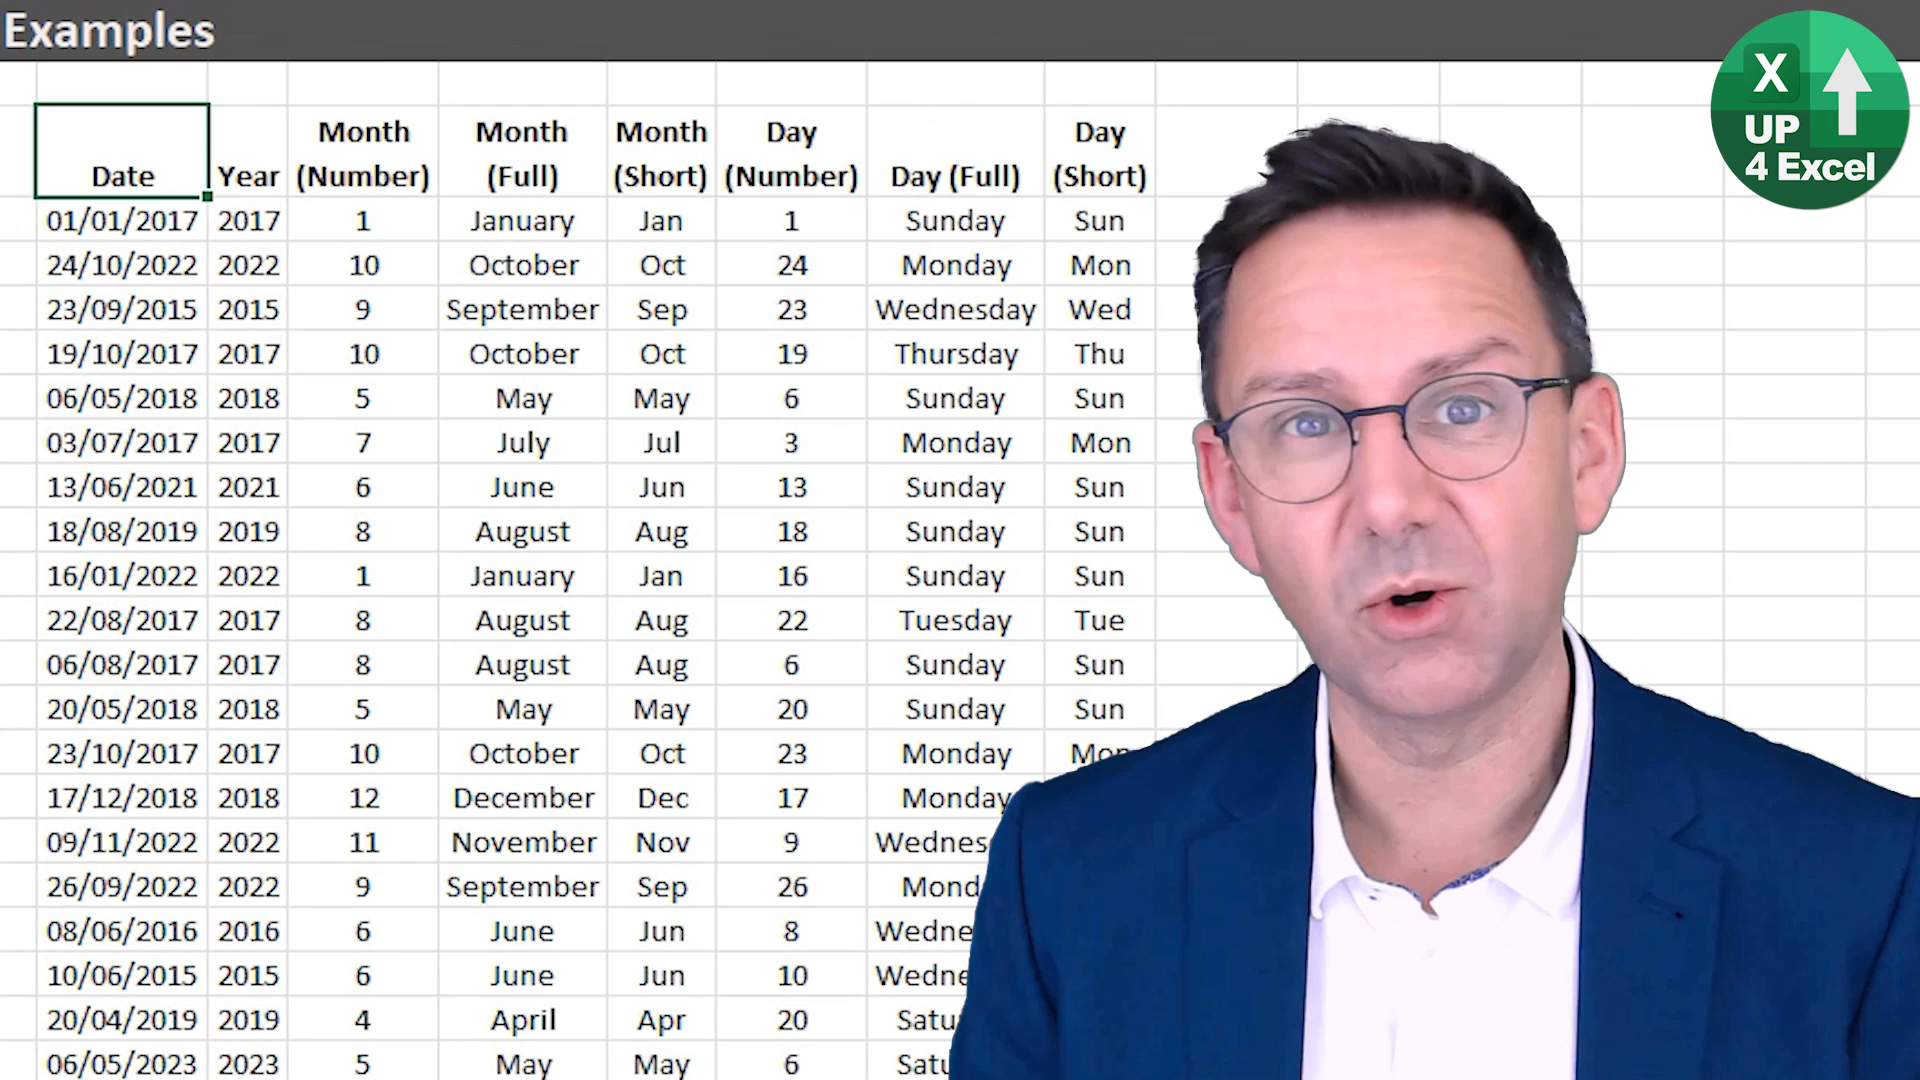 Examples
X
UP
4 Excel
Date Year Month (Number) Month (Full) Month (Short) Day (Number) Day (Full) Day (Short)
01/01/2017 2017 1 January Jan 1 Sunday Sun
24/10/2022 2022 10 October Oct 24 Monday Mon
23/09/2015 2015 9 September Sep 23 Wednesday Wed
19/10/2017 2017 10 October Oct 19 Thursday Thu
06/05/2018 2018 5 May May 6 Sunday Sun
03/07/2017 2017 7 July Jul 3 Monday Mon
13/06/2021 2021 6 June Jun 13 Sunday Sun
18/08/2019 2019 8 August Aug 18 Sunday Sun
16/01/2022 2022 1 January Jan 16 Sunday Sun
22/08/2017 2017 8 August Aug 22 Tuesday Tue
06/08/2017 2017 8 August Aug 6 Sunday Sun
20/05/2018 2018 5 May May 20 Sunday Sun
23/10/2017 2017 10 October Oct 23 Monday Mon
17/12/2018 2018 12 December Dec 17 Monday
09/11/2022 2022 11 November Nov 9 Wednes
26/09/2022 2022 9 September Sep 26 Mond
08/06/2016 2016 6 June Jun 8 Wedne
10/06/2015 2015 6 June Jun 10 Wedne
20/04/2019 2019 4 April Apr 20 Satu
06/05/2023 2023 5 May May 6 Satu